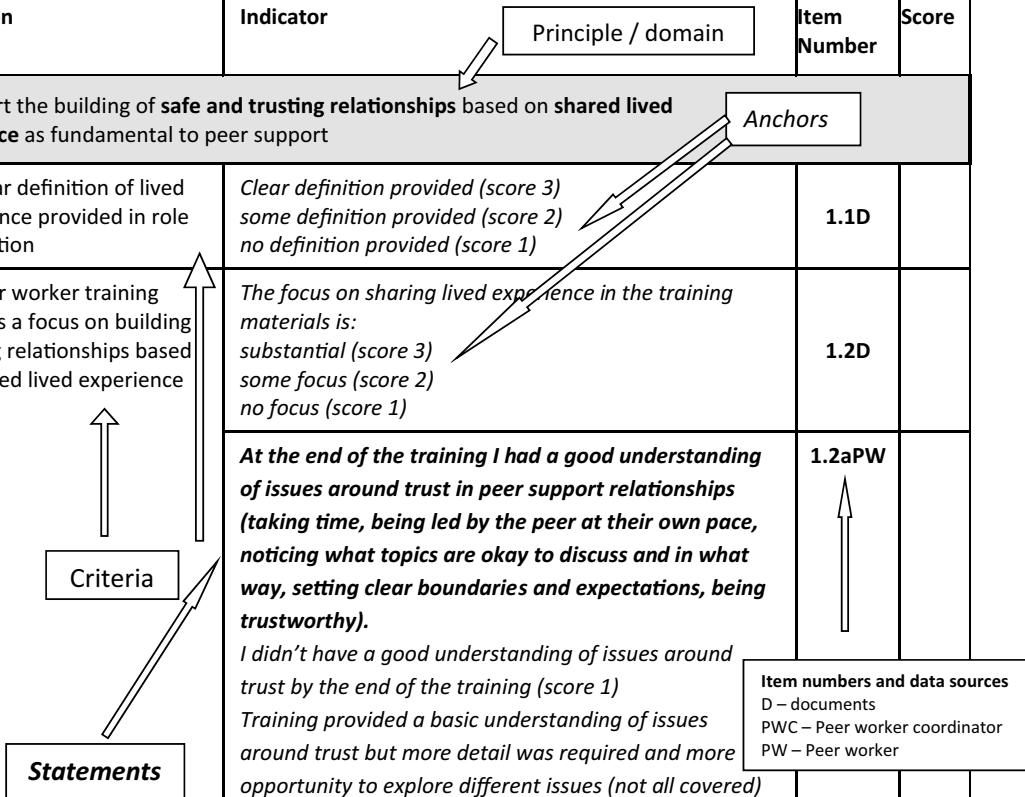 n
Indicator
Item
Number
Score
Principle / domain
rt the building of safe and trusting relationships based on shared lived
ce as fundamental to peer support
Anchors
ar definition of lived
nce provided in role
tion
Clear definition provided (score 3)
some definition provided (score 2)
no definition provided (score 1)
1.1D
r worker training
s a focus on building
g relationships based
ed lived experience
The focus on sharing lived experience in the training
materials is:
substantial (score 3)
some focus (score 2)
no focus (score 1)
1.2D
At the end of the training I had a good understanding
of issues around trust in peer support relationships
(taking time, being led by the peer at their own pace,
noticing what topics are okay to discuss and in what
way, setting clear boundaries and expectations, being
trustworthy).
I didn’t have a good understanding of issues around
trust by the end of the training (score 1)
Training provided a basic understanding of issues
around trust but more detail was required and more
opportunity to explore different issues (not all covered)
1.2aPW
Criteria
Statements
Item numbers and data sources
D – documents
PWC – Peer worker coordinator
PW – Peer worker